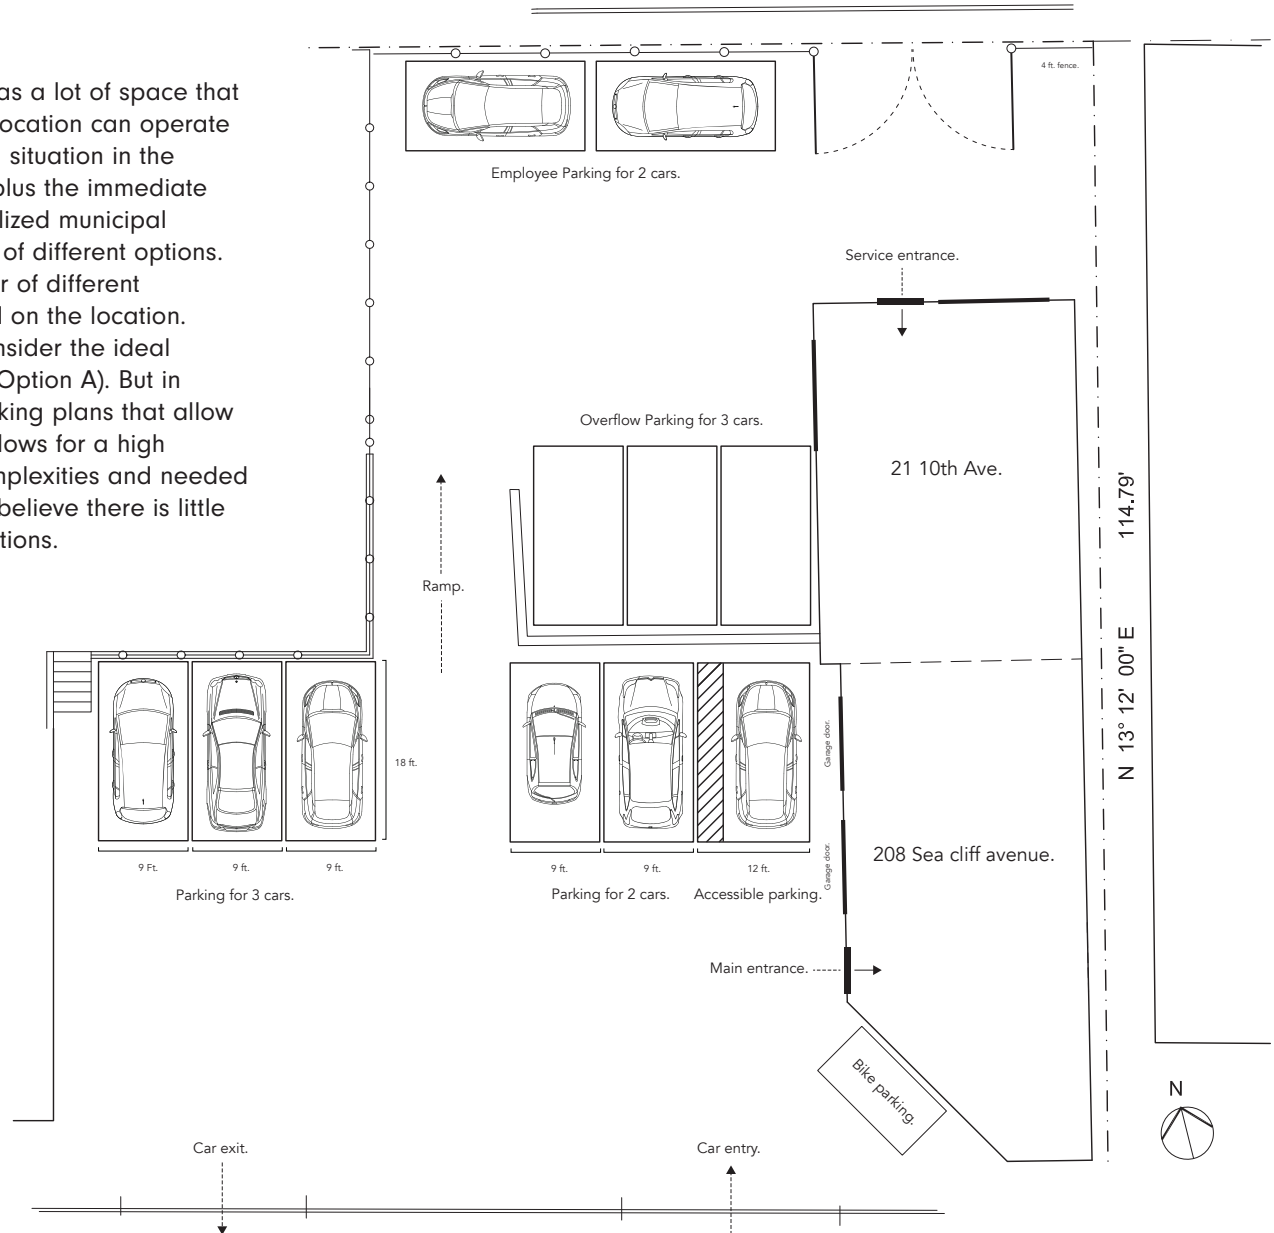 as a lot of space that
ocation can operate
situation in the
plus the immediate
lized municipal
of different options.
r of different
on the location.
nsider the ideal
Option A). But in
king plans that allow
lows for a high
mplexities and needed
believe there is little
tions.
4 ft. fence.
Employee Parking for 2 cars.
Service entrance.
Overflow Parking for 3 cars.
21 10th Ave.
114.79'
Ramp.
N 13° 12' 00" E
18 ft.
Garage door.
Garage door.
208 Sea cliff avenue.
9 Ft.
9 ft.
9 ft.
9 ft.
9 ft.
12 ft.
Parking for 3 cars.
Parking for 2 cars.
Accessible parking.
Main entrance.
Bike parking.
N
Car exit.
Car entry.